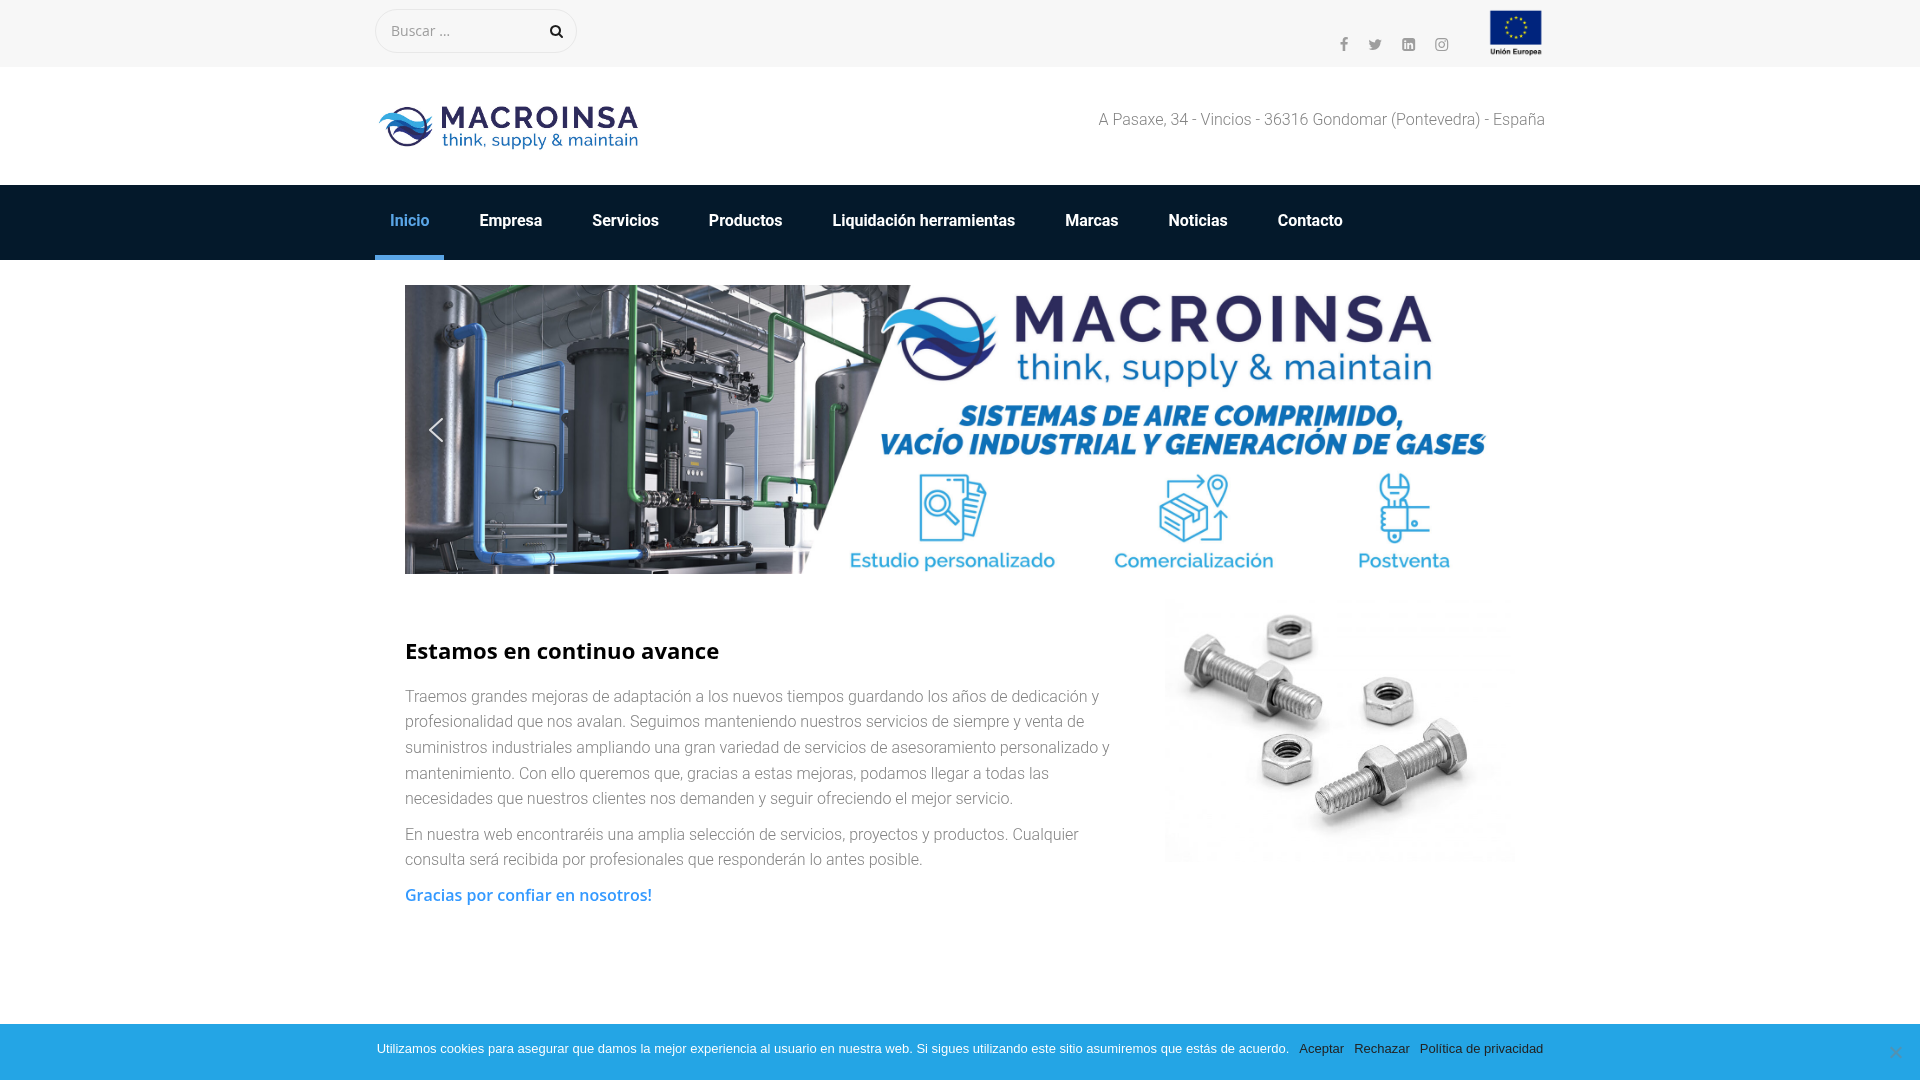 Buscar ...
Unión Europea
MACROINSA
think, supply & maintain
A Pasaxe, 34 - Vincios - 36316 Gondomar (Pontevedra) - España
Inicio
Empresa
Servicios
Productos
Liquidación herramientas
Marcas
Noticias
Contacto
MACROINSA
think, supply & maintain
SISTEMAS DE AIRE COMPRIMIDO,
VACÍO INDUSTRIAL Y GENERACIÓN DE GASES
Estudio personalizado
Comercialización
Postventa
Estamos en continuo avance
Traemos grandes mejoras de adaptación a los nuevos tiempos guardando los años de dedicación y
profesionalidad que nos avalan. Seguimos manteniendo nuestros servicios de siempre y venta de
suministros industriales ampliando una gran variedad de servicios de asesoramiento personalizado y
mantenimiento. Con ello queremos que, gracias a estas mejoras, podamos llegar a todas las
necesidades que nuestros clientes nos demanden y seguir ofreciendo el mejor servicio.
En nuestra web encontraréis una amplia selección de servicios, proyectos y productos. Cualquier
consulta será recibida por profesionales que responderán lo antes posible.
Gracias por confiar en nosotros!
Utilizamos cookies para asegurar que damos la mejor experiencia al usuario en nuestra web. Si sigues utilizando este sitio asumiremos que estás de acuerdo. Aceptar Rechazar Política de privacidad